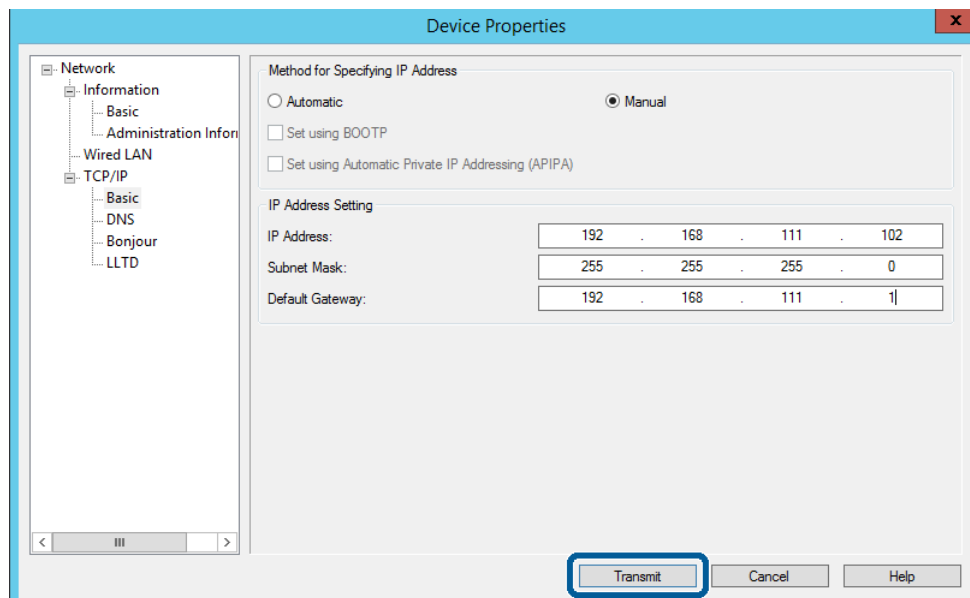 Device Properties
x
Network
Information
Basic
Administration Infor
Wired LAN
TCP/IP
Basic
DNS
Bonjour
LLTD
Method for Specifying IP Address
Automatic
Manual
Set using BOOTP
Set using Automatic Private IP Addressing (APIPA)
IP Address Setting
IP Address: 192 . 168 . 111 . 102
Subnet Mask: 255 . 255 . 255 . 0
Default Gateway: 192 . 168 . 111 . 1
Transmit Cancel Help